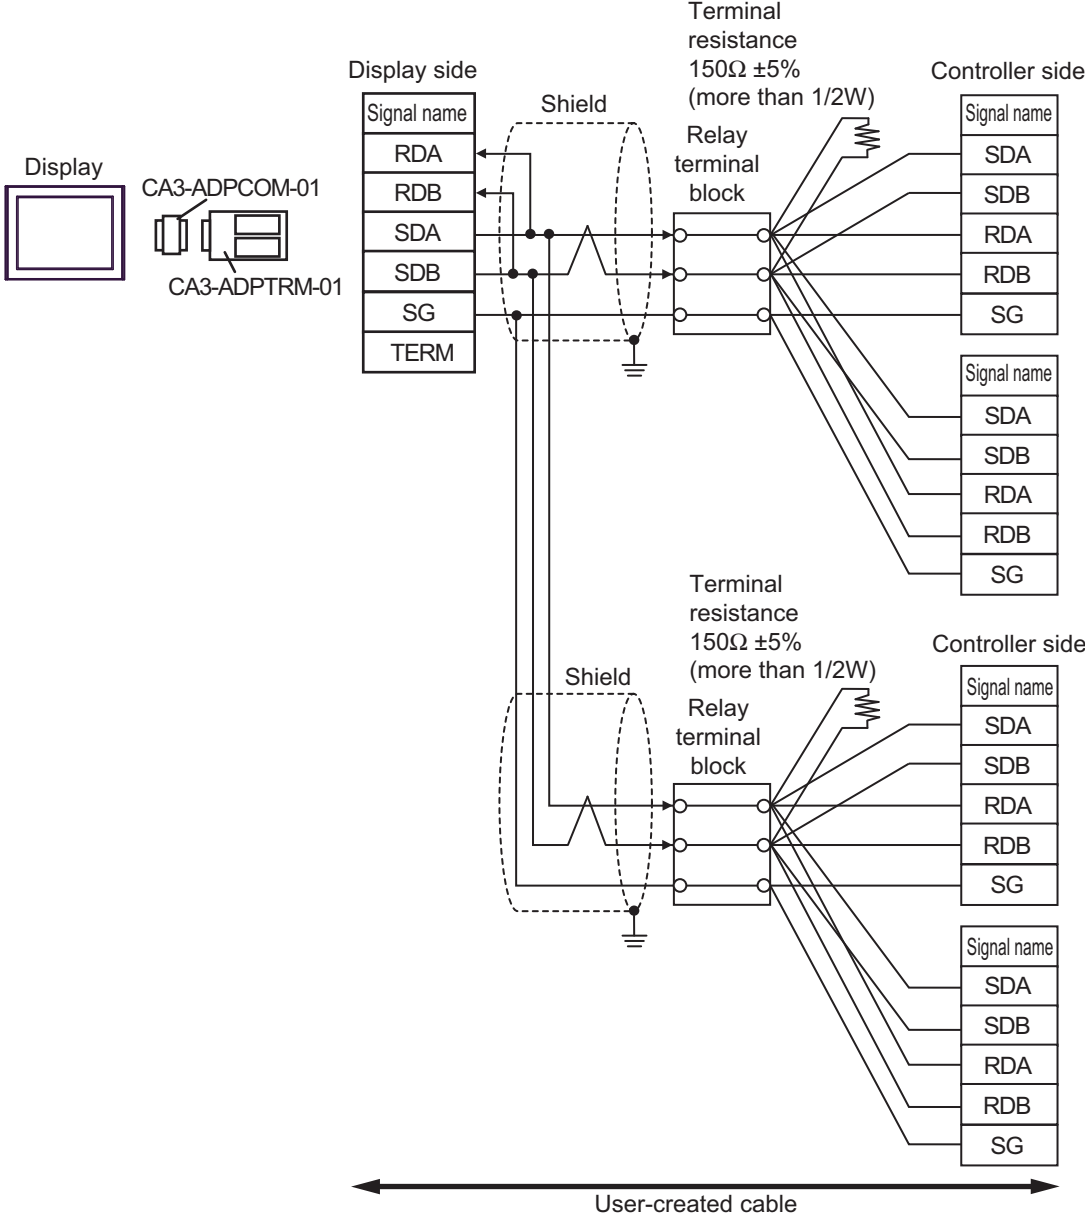 Display
CA3-ADPCOM-01
CA3-ADPTRM-01
Display side
Signal name
RDA
RDB
SDA
SDB
SG
TERM
Shield
Terminal
resistance
150Ω ±5%
(more than 1/2W)
Relay
terminal
block
Controller side
Signal name
SDA
SDB
RDA
RDB
SG
Signal name
SDA
SDB
RDA
RDB
SG
Shield
Terminal
resistance
150Ω ±5%
(more than 1/2W)
Relay
terminal
block
Controller side
Signal name
SDA
SDB
RDA
RDB
SG
Signal name
SDA
SDB
RDA
RDB
SG
User-created cable